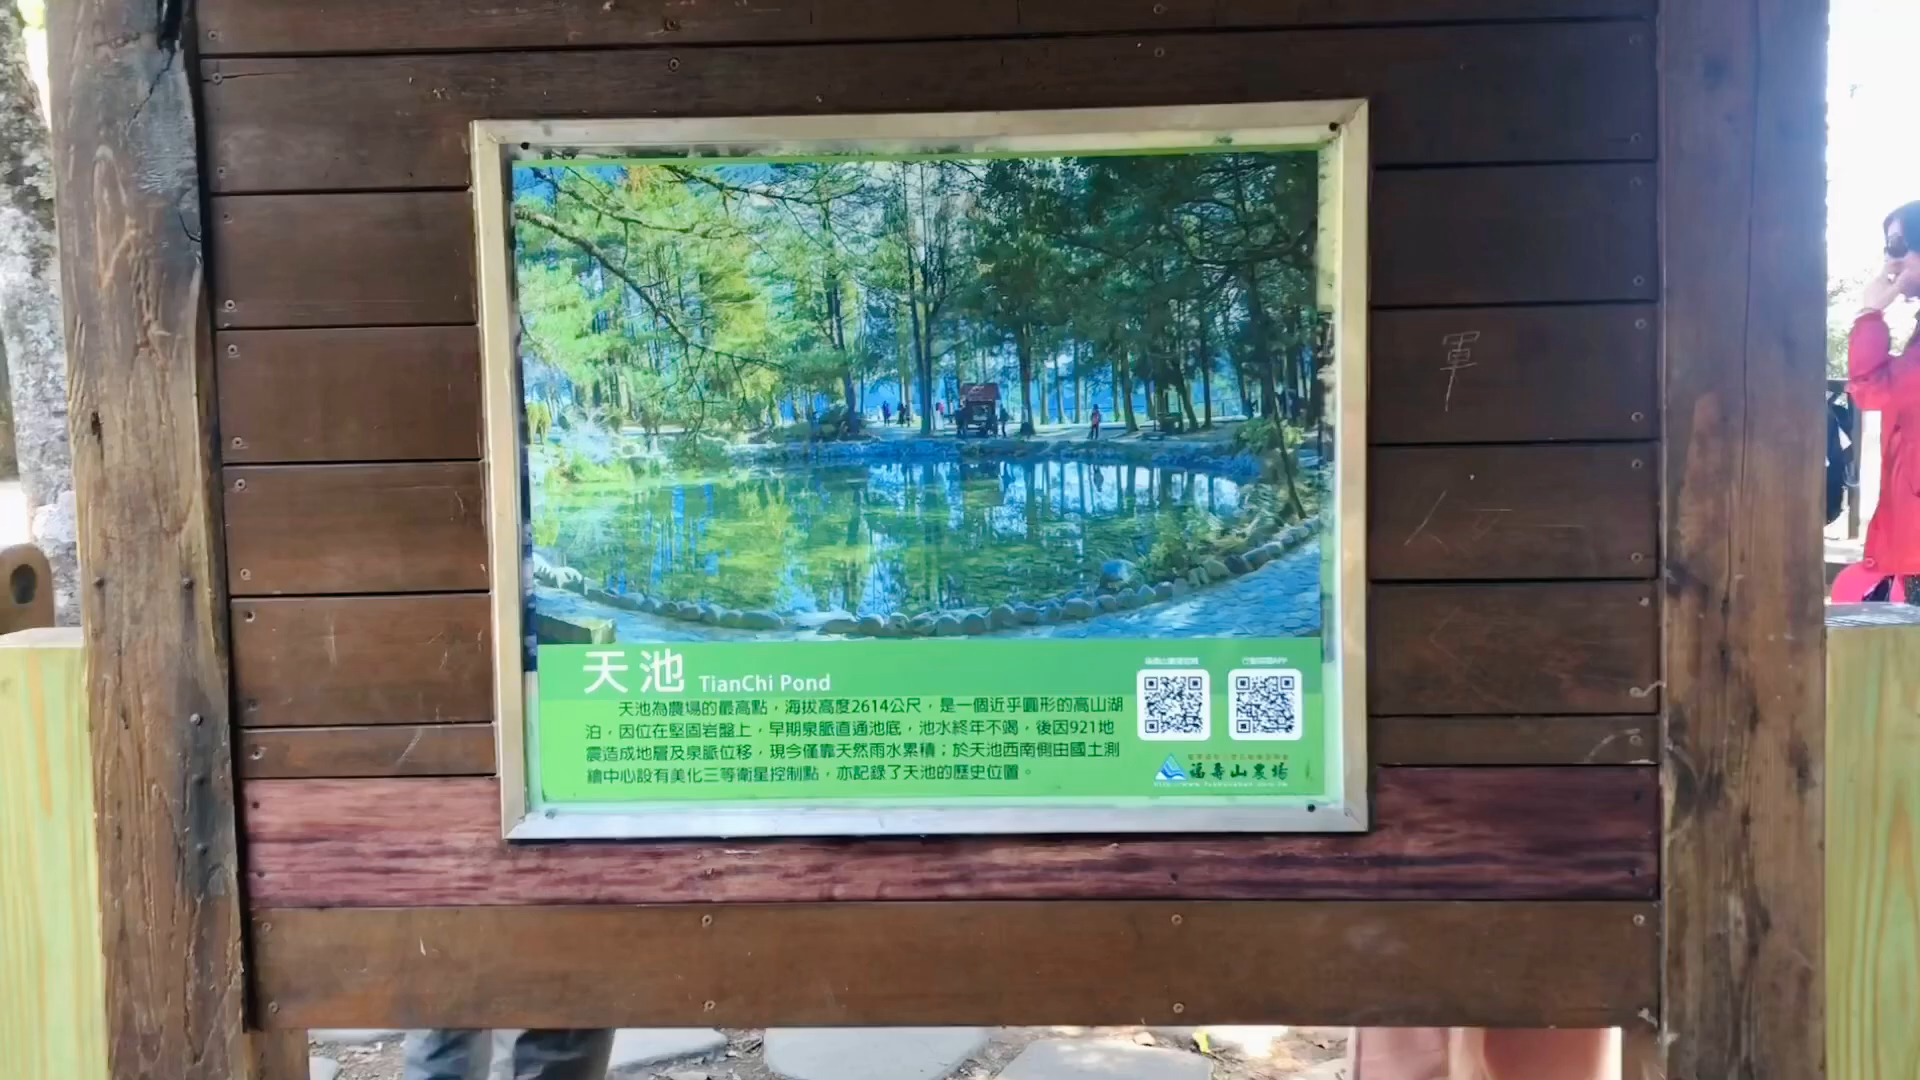 天池 TianChi Pond
天池為農場的最高點，海拔高度2614公尺，是一個近乎圓形的高山湖
泊，因位在堅固岩盤上，早期泉脈直通池底，池水終年不竭，後因921地
震造成地層及泉脈位移，現今僅靠天然雨水累積；於天池西南側由國土測
繪中心設有美化三等衛星控制點，亦記錄了天池的歷史位置。
福壽山農場
軍